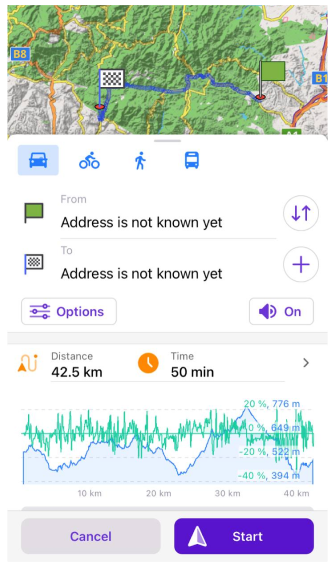 B8
B1
A1
From
Address is not known yet
To
Address is not known yet
Options
On
Distance
42.5 km
Time
50 min
20 %, 776 m
0 %, 649 m
-20 %, 522 m
-40 %, 394 m
10 km 20 km 30 km 40 km
Cancel
Start